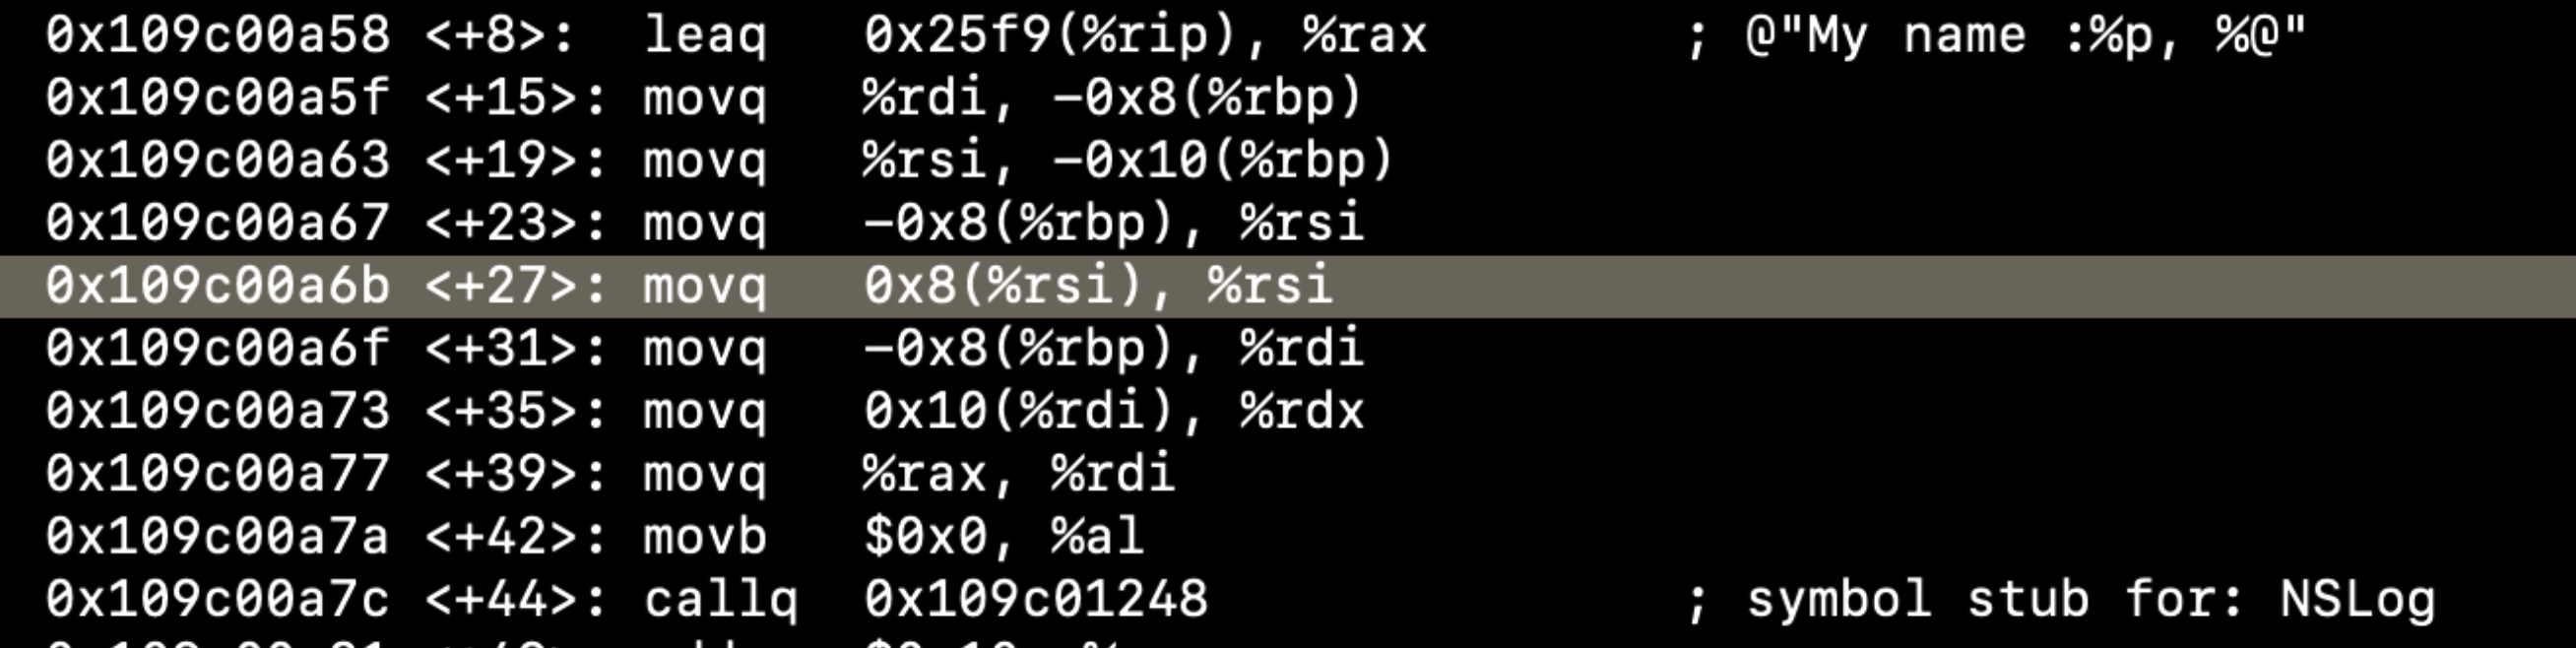 0x109c00a58 <+8>:  leaq   0x25f9(%rip), %rax        ; @"My name :%p, %@"
0x109c00a5f <+15>: movq   %rdi, -0x8(%rbp)
0x109c00a63 <+19>: movq   %rsi, -0x10(%rbp)
0x109c00a67 <+23>: movq   -0x8(%rbp), %rsi
0x109c00a6b <+27>: movq   0x8(%rsi), %rsi
0x109c00a6f <+31>: movq   -0x8(%rbp), %rdi
0x109c00a73 <+35>: movq   0x10(%rdi), %rdx
0x109c00a77 <+39>: movq   %rax, %rdi
0x109c00a7a <+42>: movb   $0x0, %al
0x109c00a7c <+44>: callq  0x109c01248               ; symbol stub for: NSLog